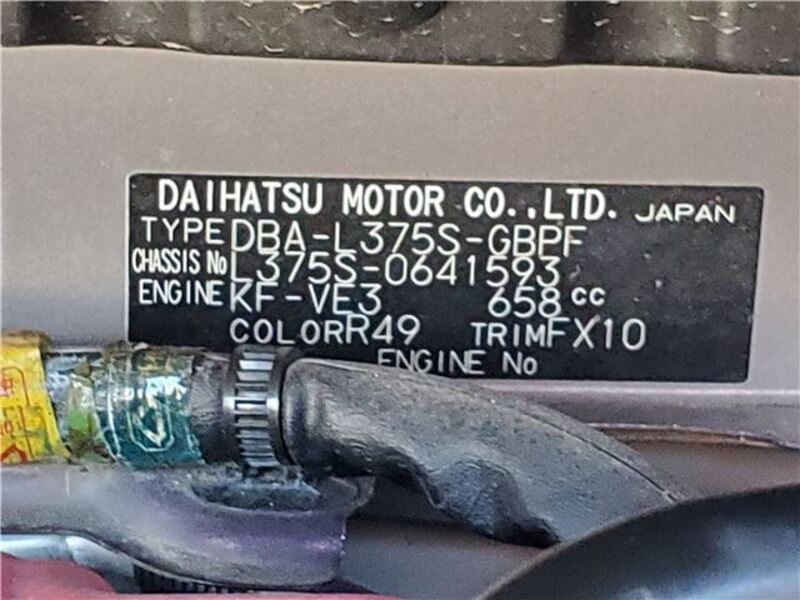 DAIHATSU MOTOR CO.,LTD. JAPAN
TYPE DBA-L375S-GBPF
CHASSIS No L375S-0641593
ENGINE KF-VE3 658 cc
COLOR R49 TRIM FX10
ENGINE No